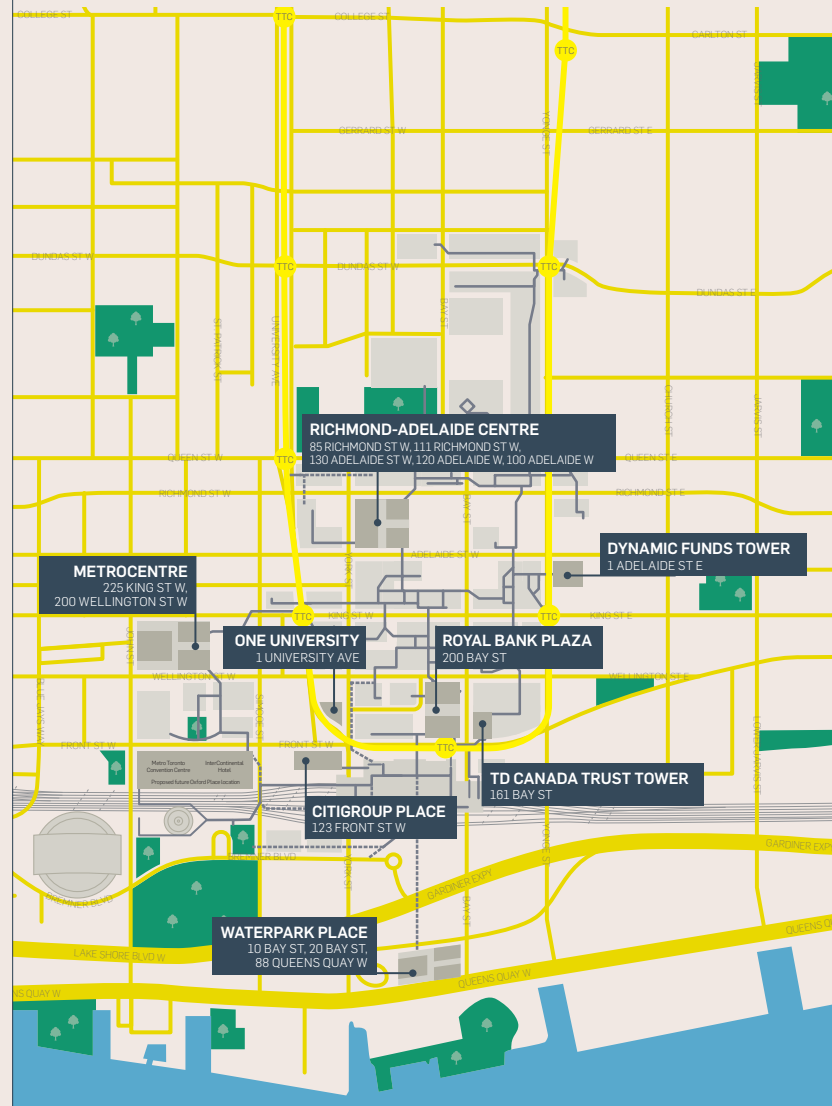 COLLEGE ST
TTC
COLLEGE ST
CARLTON ST
TTC
JARVIS ST
YONGE ST
GERRARD ST W
GERRARD ST E
DUNDAS ST W
TTC
DUNDAS ST W
TTC
DUNDAS ST E
ST. PATRICK ST
UNIVERSITY AVE
BAY ST
CHURCH ST
JARVIS ST
RICHMOND-ADELAIDE CENTRE
85 RICHMOND ST W, 111 RICHMOND ST W,
130 ADELAIDE ST W, 120 ADELAIDE W, 100 ADELAIDE W
QUEEN ST W
TTC
QUEEN ST E
RICHMOND ST W
RICHMOND ST E
BAY ST
YORK ST
ADELAIDE ST W
DYNAMIC FUNDS TOWER
1 ADELAIDE ST E
METROCENTRE
225 KING ST W,
200 WELLINGTON ST W
TTC
KING ST W
TTC
KING ST E
JOHN ST
ONE UNIVERSITY
1 UNIVERSITY AVE
ROYAL BANK PLAZA
200 BAY ST
WELLINGTON ST W
WELLINGTON ST E
BLUE JAYS WAY
SIMCOE ST
LOWER JARVIS ST
FRONT ST W
FRONT ST W
TTC
Metro Toronto
Convention Centre
InterContinental
Hotel
Proposed future Oxford Place location
TD CANADA TRUST TOWER
161 BAY ST
CITIGROUP PLACE
123 FRONT ST W
YONGE ST
GARDINER EXPY
BREMNER BLVD
YORK ST
GARDINER EXPY
BREMNER BLVD
BAY ST
WATERPARK PLACE
10 BAY ST, 20 BAY ST,
88 QUEENS QUAY W
QUEENS Q
LAKE SHORE BLVD W
QUEENS QUAY W
NS QUAY W